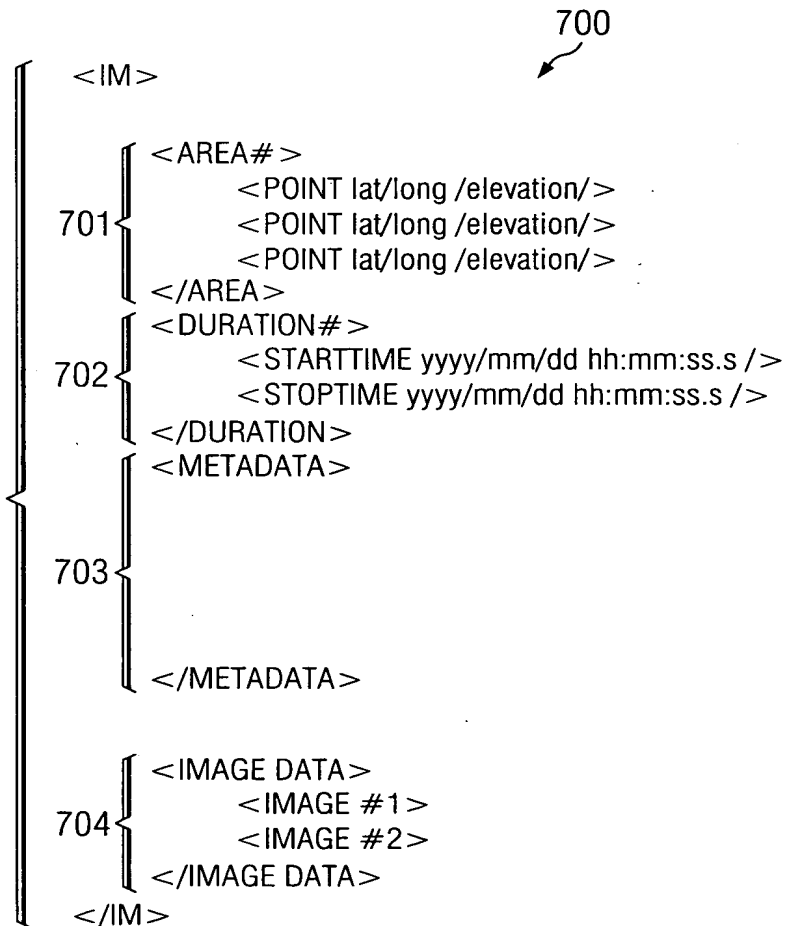 700
<IM>
<AREA#>
<POINT lat/long /elevation/>
701 <POINT lat/long /elevation/>
<POINT lat/long /elevation/>
</AREA>
<DURATION#>
<STARTTIME yyyy/mm/dd hh:mm:ss.s />
702
<STOPTIME yyyy/mm/dd hh:mm:ss.s />
</DURATION>
<METADATA>
703
</METADATA>
<IMAGE DATA>
<IMAGE #1>
704
<IMAGE #2>
</IMAGE DATA>
</IM>